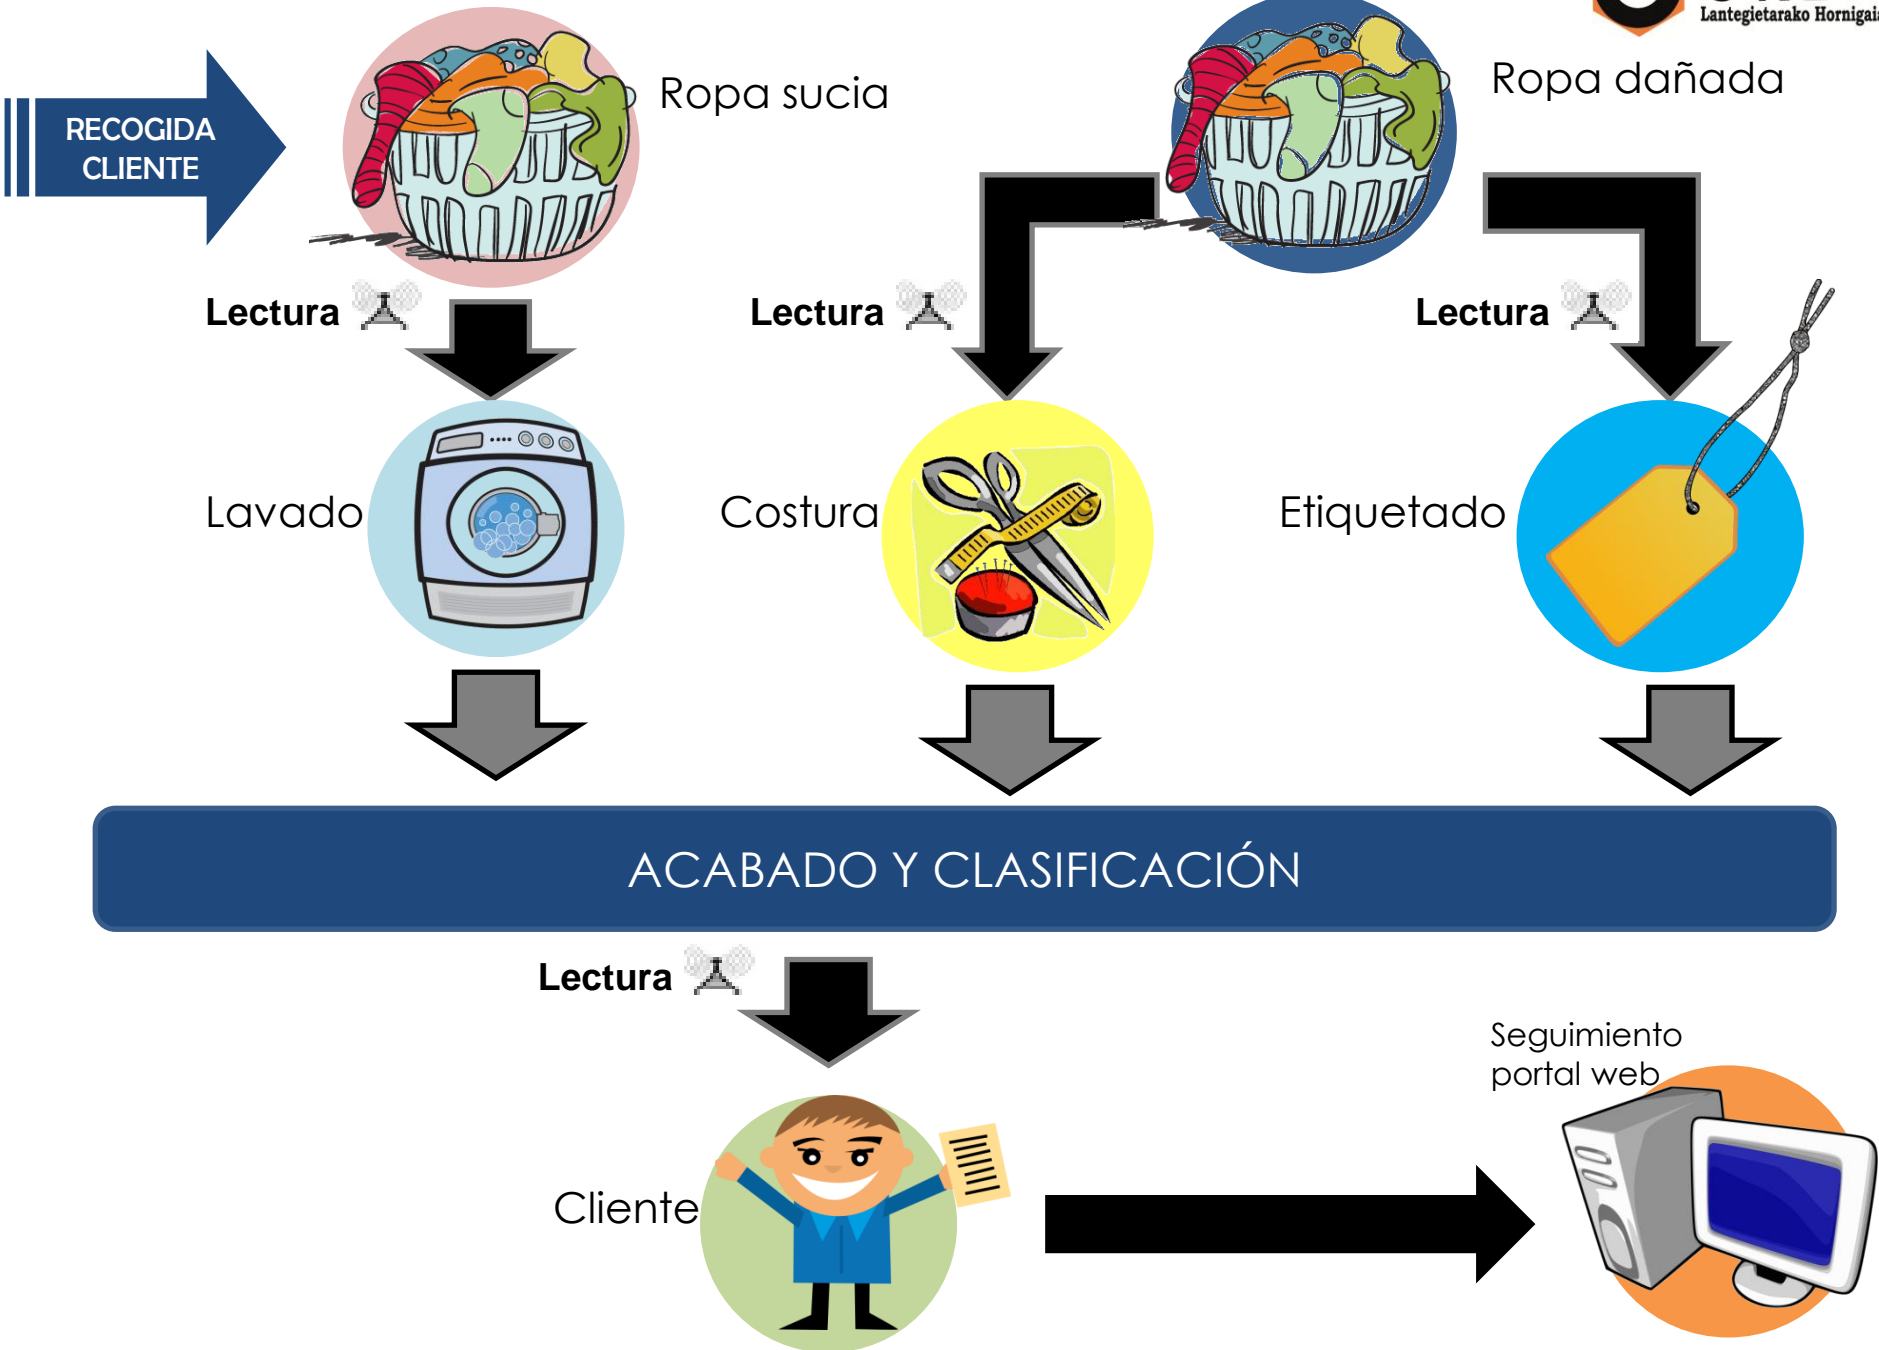 Lantegietarako
Ropa sucia
Ropa dañada
RECOGIDA
CLIENTE
Lectura
Lectura
Lectura
Lavado
Costura
Etiquetado
ACABADO Y CLASIFICACIÓN
Lectura
Seguimiento
portal web
Cliente